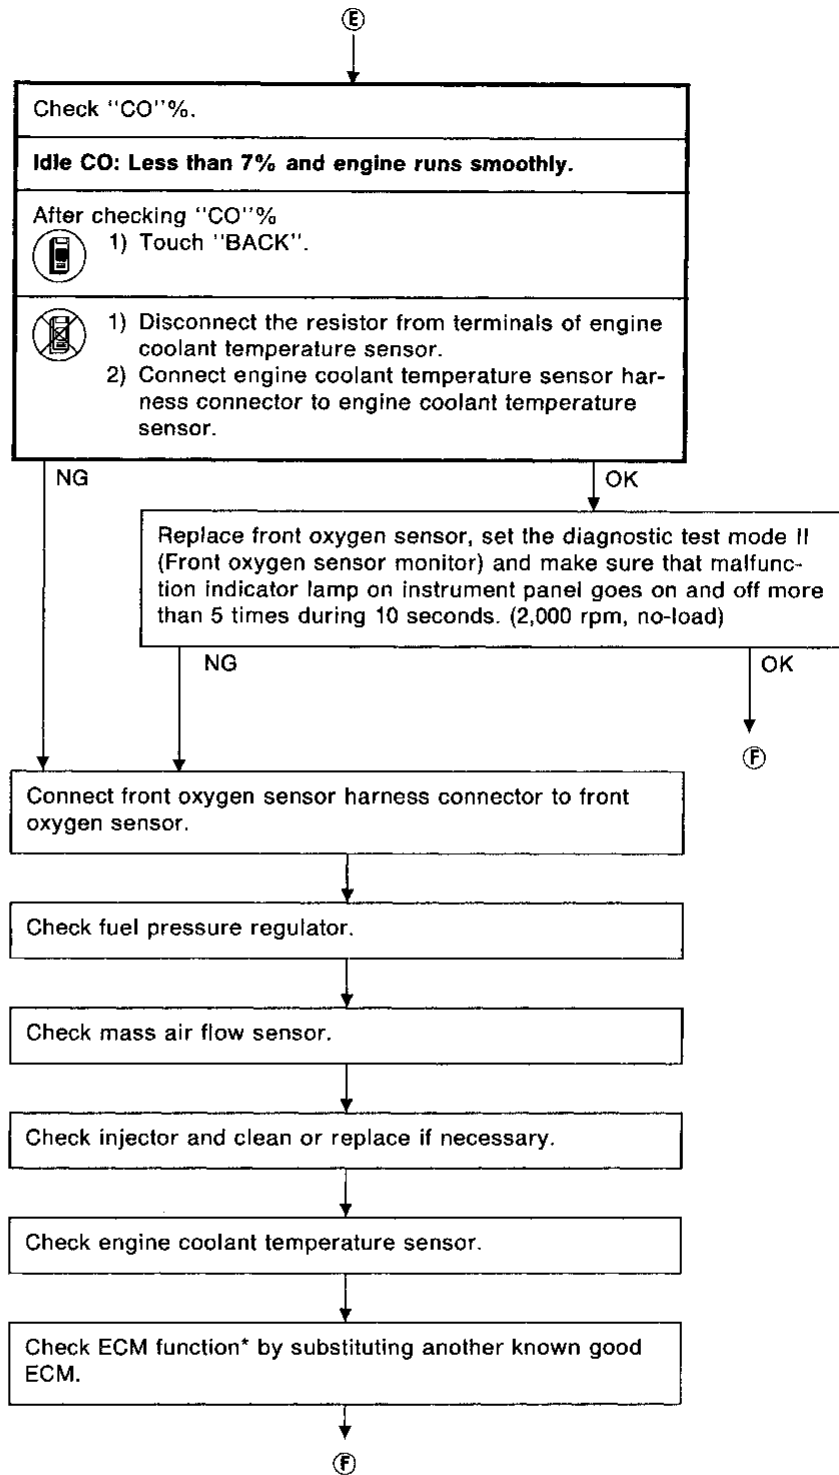 E
Check "CO"%.
Idle CO: Less than 7% and engine runs smoothly.
After checking "CO"%
1) Touch "BACK".
1) Disconnect the resistor from terminals of engine
coolant temperature sensor.
2) Connect engine coolant temperature sensor har-
ness connector to engine coolant temperature
sensor.
NG
OK
Replace front oxygen sensor, set the diagnostic test mode II
(Front oxygen sensor monitor) and make sure that malfunc-
tion indicator lamp on instrument panel goes on and off more
than 5 times during 10 seconds. (2,000 rpm, no-load)
NG
OK
F
Connect front oxygen sensor harness connector to front
oxygen sensor.
Check fuel pressure regulator.
Check mass air flow sensor.
Check injector and clean or replace if necessary.
Check engine coolant temperature sensor.
Check ECM function* by substituting another known good
ECM.
F